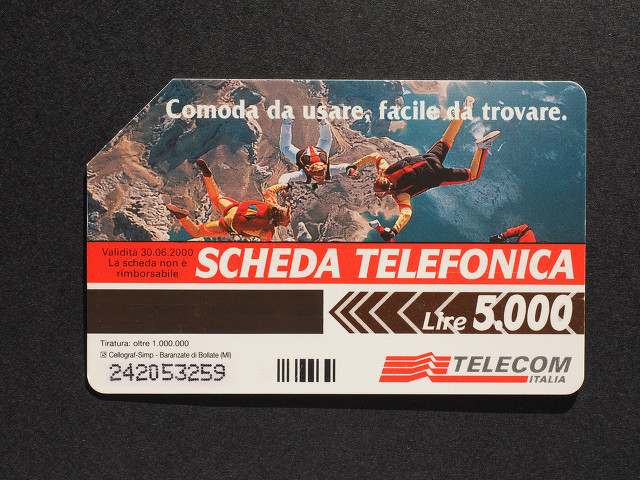 Comoda da usare, facile da trovare.
Validità 30.06.2000
La scheda non è
rimborsabile
SCHEDA TELEFONICA
Lire 5.000
Tiratura: oltre 1.000.000
Cellograf-Simp - Baranzate di Bollate (MI)
242053259
TELECOM
ITALIA